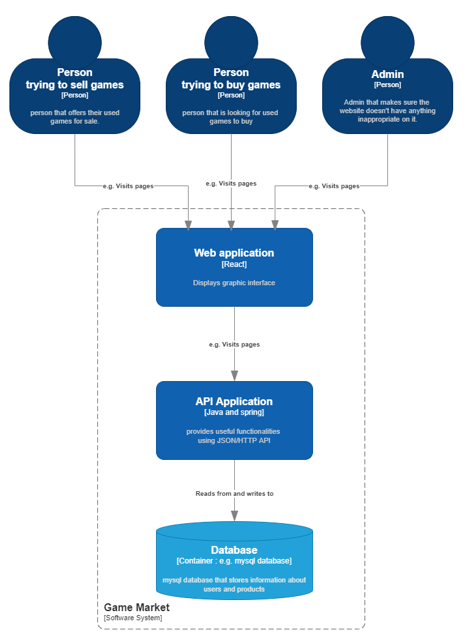 Person
trying to sell games
[Person]
person that offers their used
games for sale.
Person
trying to buy games
[Person]
person that is looking for used
games to buy
Admin
[Person]
Admin that makes sure the
website doesn't have anything
inappropriate on it.
e.g. Visits pages
e.g. Visits pages
e.g. Visits pages
Web application
[React]
Displays graphic interface
e.g. Visits pages
API Application
[Java and spring]
provides useful functionalities
using JSON/HTTP API
Reads from and writes to
Database
[Container : e.g. mysql database]
mysql database that stores information about
users and products
Game Market
[Software System]